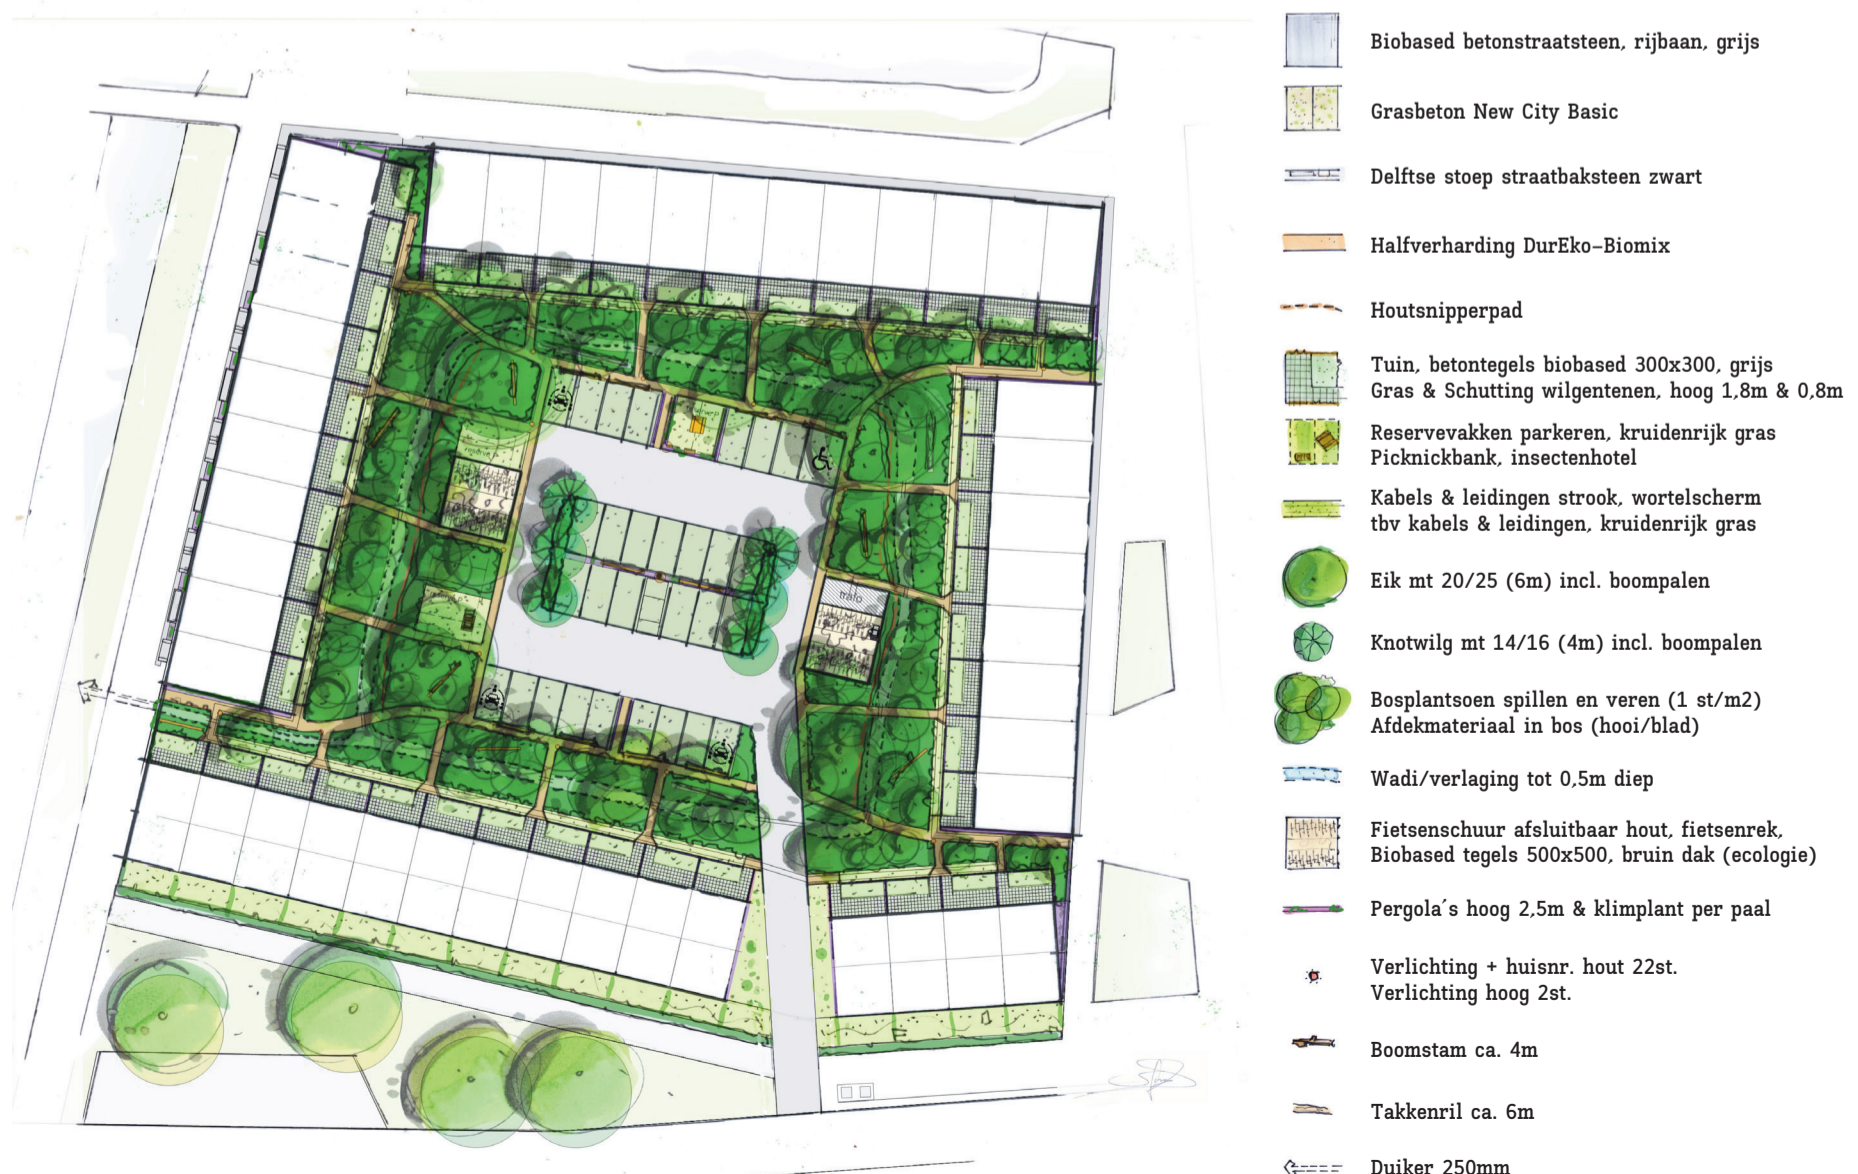 Biobased betonstraatsteen, rijbaan, grijs
Grasbeton New City Basic
Delftse stoep straatbaksteen zwart
Halfverharding DurEko-Biomix
Houtsnipperpad
Tuin, betontegels biobased 300x300, grijs
Gras & Schutting wilgentenen, hoog 1,8m & 0,8m
Reservevakken parkeren, kruidenrijk gras
Picknickbank, insectenhotel
Kabels & leidingen strook, wortelscherm
tbv kabels & leidingen, kruidenrijk gras
Eik mt 20/25 (6m) incl. boompalen
Knotwilg mt 14/16 (4m) incl. boompalen
Bosplantsoen spillen en veren (1 st/m2)
Afdekmateriaal in bos (hooi/blad)
Wadi/verlaging tot 0,5m diep
Fietsenschuur afsluitbaar hout, fietsenrek,
Biobased tegels 500x500, bruin dak (ecologie)
Pergola´s hoog 2,5m & klimplant per paal
Verlichting + huisnr. hout 22st.
Verlichting hoog 2st.
Boomstam ca. 4m
Takkenril ca. 6m
Duiker 250mm
trafo